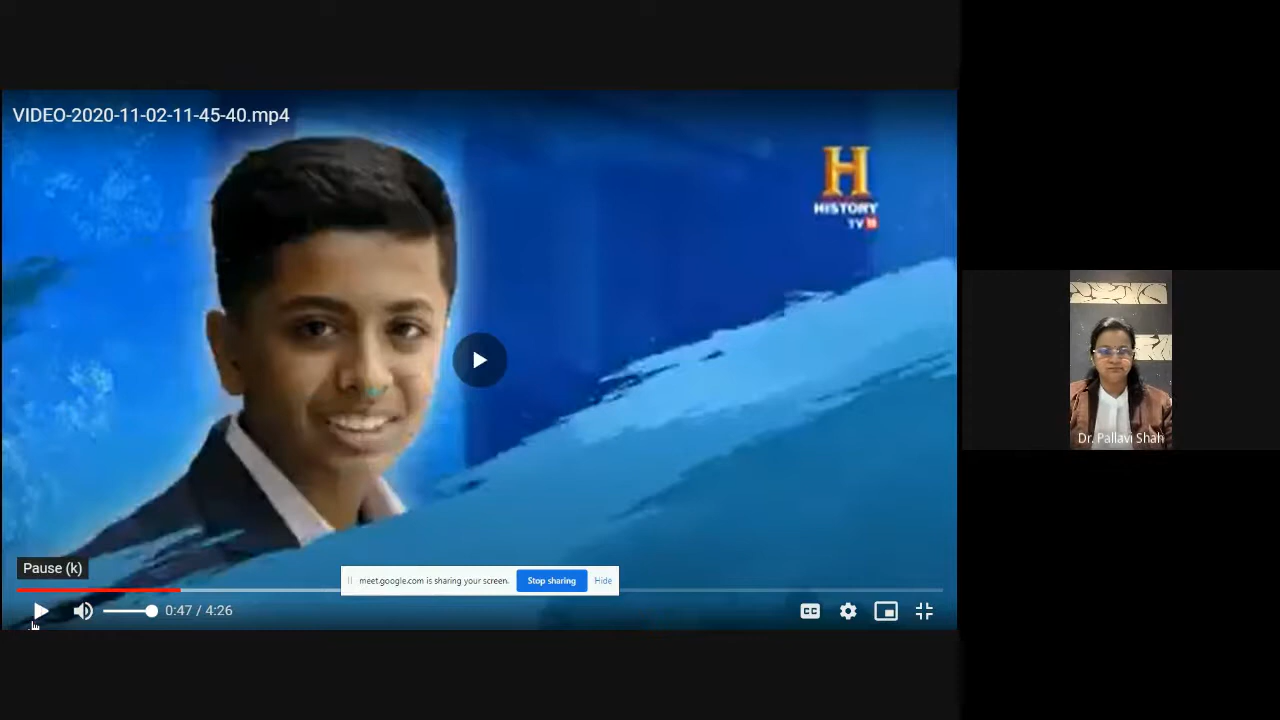 VIDEO-2020-11-02-11-45-40.mp4
H
HISTORY
TV18
Pause (k)
meet.google.com is sharing your screen.
Stop sharing
Hide
0:47 / 4:26
CC
Dr. Pallavi Shah